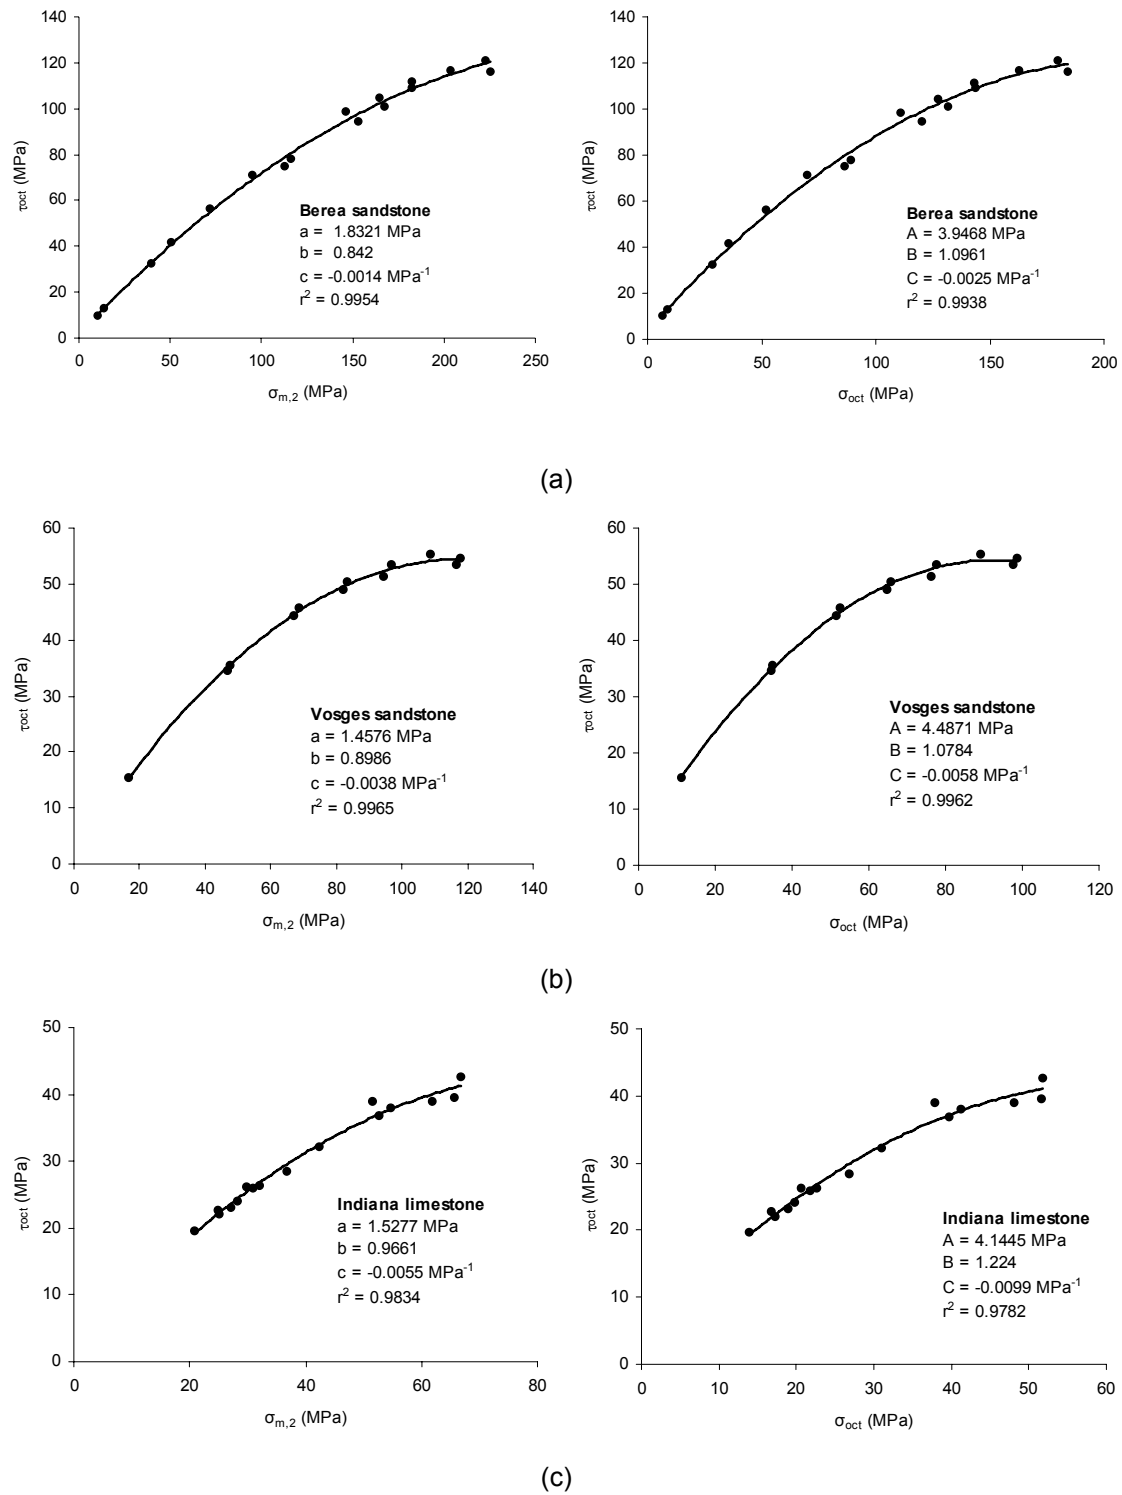 140
120
100
80
60
40
20
0
τoct (MPa)
Berea sandstone
a = 1.8321 MPa
b = 0.842
c = -0.0014 MPa⁻¹
r² = 0.9954
0 50 100 150 200 250
σm,2 (MPa)
140
120
100
80
60
40
20
0
τoct (MPa)
Berea sandstone
A = 3.9468 MPa
B = 1.0961
C = -0.0025 MPa⁻¹
r² = 0.9938
0 50 100 150 200
σoct (MPa)
(a)
60
50
40
30
20
10
0
τoct (MPa)
Vosges sandstone
a = 1.4576 MPa
b = 0.8986
c = -0.0038 MPa⁻¹
r² = 0.9965
0 20 40 60 80 100 120 140
σm,2 (MPa)
60
50
40
30
20
10
0
τoct (MPa)
Vosges sandstone
A = 4.4871 MPa
B = 1.0784
C = -0.0058 MPa⁻¹
r² = 0.9962
0 20 40 60 80 100 120
σoct (MPa)
(b)
50
40
30
20
10
0
τoct (MPa)
Indiana limestone
a = 1.5277 MPa
b = 0.9661
c = -0.0055 MPa⁻¹
r² = 0.9834
0 20 40 60 80
σm,2 (MPa)
50
40
30
20
10
0
τoct (MPa)
Indiana limestone
A = 4.1445 MPa
B = 1.224
C = -0.0099 MPa⁻¹
r² = 0.9782
0 10 20 30 40 50 60
σoct (MPa)
(c)